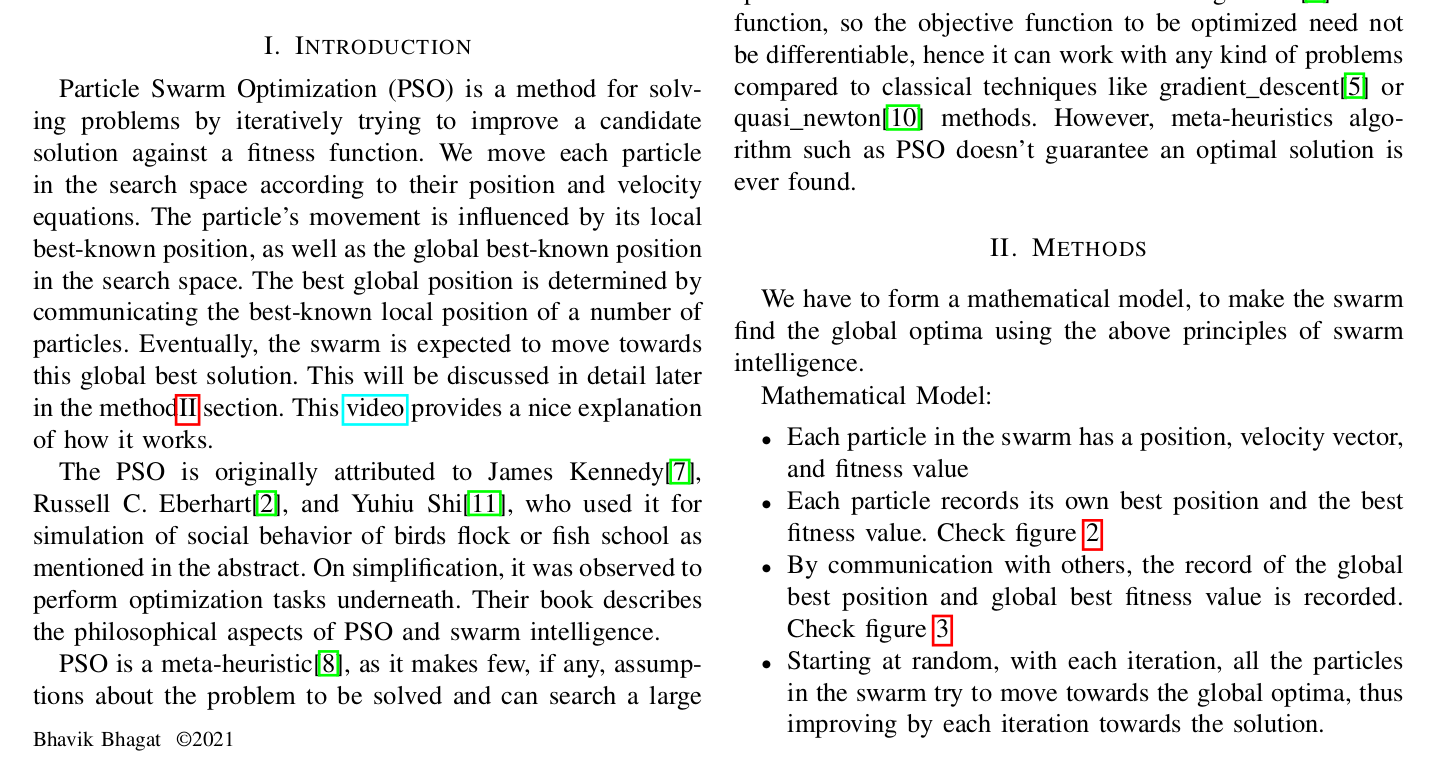 I. INTRODUCTION
Particle Swarm Optimization (PSO) is a method for solv-
ing problems by iteratively trying to improve a candidate
solution against a fitness function. We move each particle
in the search space according to their position and velocity
equations. The particle's movement is influenced by its local
best-known position, as well as the global best-known position
in the search space. The best global position is determined by
communicating the best-known local position of a number of
particles. Eventually, the swarm is expected to move towards
this global best solution. This will be discussed in detail later
in the methodII section. This video provides a nice explanation
of how it works.
The PSO is originally attributed to James Kennedy[7],
Russell C. Eberhart[2], and Yuhiu Shi[11], who used it for
simulation of social behavior of birds flock or fish school as
mentioned in the abstract. On simplification, it was observed to
perform optimization tasks underneath. Their book describes
the philosophical aspects of PSO and swarm intelligence.
PSO is a meta-heuristic[8], as it makes few, if any, assump-
tions about the problem to be solved and can search a large
Bhavik Bhagat ©2021
function, so the objective function to be optimized need not
be differentiable, hence it can work with any kind of problems
compared to classical techniques like gradient_descent[5] or
quasi_newton[10] methods. However, meta-heuristics algo-
rithm such as PSO doesn't guarantee an optimal solution is
ever found.
II. METHODS
We have to form a mathematical model, to make the swarm
find the global optima using the above principles of swarm
intelligence.
Mathematical Model:
• Each particle in the swarm has a position, velocity vector,
and fitness value
• Each particle records its own best position and the best
fitness value. Check figure 2
• By communication with others, the record of the global
best position and global best fitness value is recorded.
Check figure 3
• Starting at random, with each iteration, all the particles
in the swarm try to move towards the global optima, thus
improving by each iteration towards the solution.